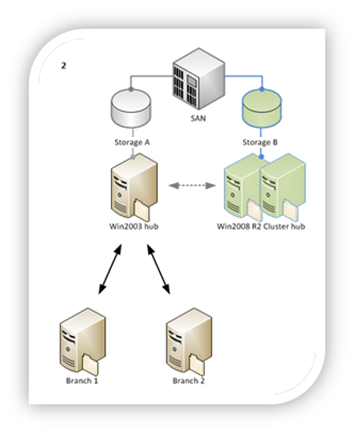 2
SAN
Storage A
Storage B
Win2003 hub
Win2008 R2 Cluster hub
Branch 1
Branch 2